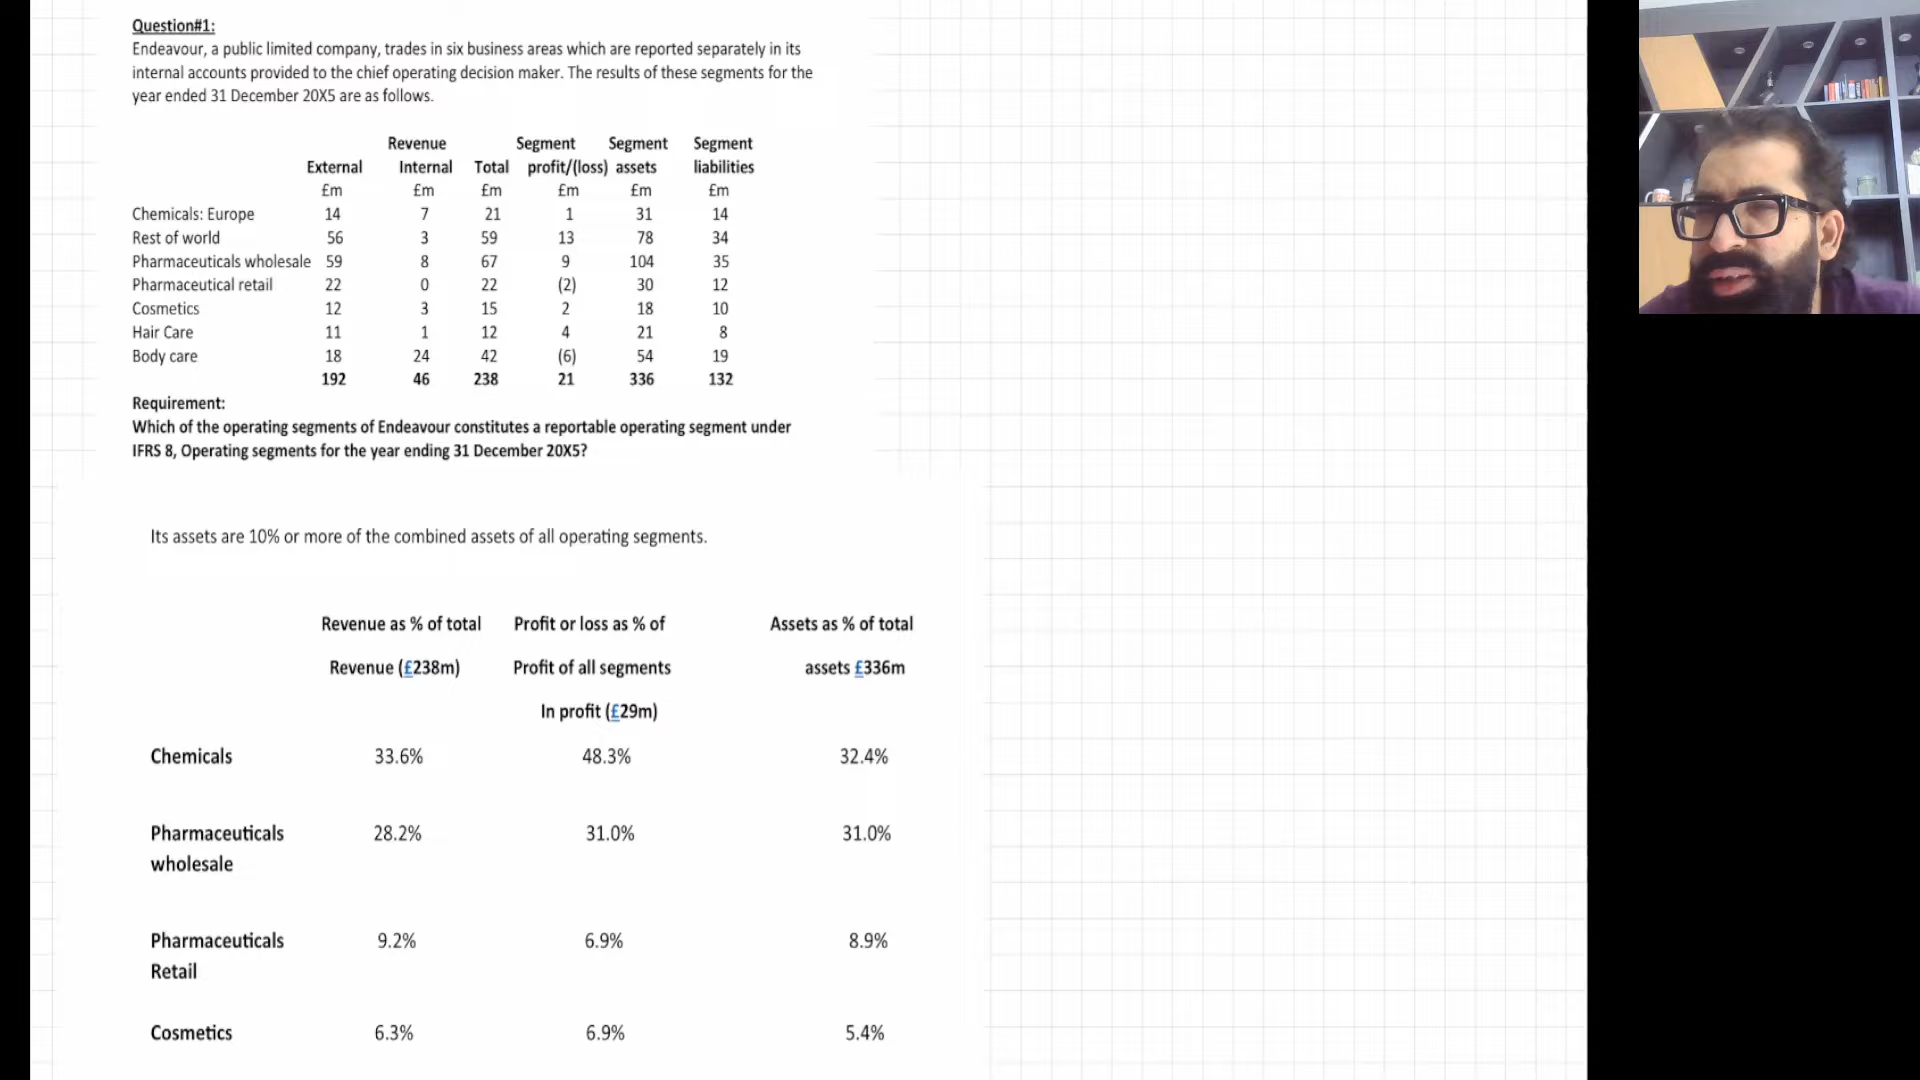 Question#1:
Endeavour, a public limited company, trades in six business areas which are reported separately in its
internal accounts provided to the chief operating decision maker. The results of these segments for the
year ended 31 December 20X5 are as follows.
Revenue Segment Segment Segment
External Internal Total profit/(loss) assets liabilities
£m £m £m £m £m £m
Chemicals: Europe 14 7 21 1 31 14
Rest of world 56 3 59 13 78 34
Pharmaceuticals wholesale 59 8 67 9 104 35
Pharmaceutical retail 22 0 22 (2) 30 12
Cosmetics 12 3 15 2 18 10
Hair Care 11 1 12 4 21 8
Body care 18 24 42 (6) 54 19
192 46 238 21 336 132
Requirement:
Which of the operating segments of Endeavour constitutes a reportable operating segment under
IFRS 8, Operating segments for the year ending 31 December 20X5?
Its assets are 10% or more of the combined assets of all operating segments.
Revenue as % of total Profit or loss as % of Assets as % of total
Revenue (£238m) Profit of all segments assets £336m
In profit (£29m)
Chemicals 33.6% 48.3% 32.4%
Pharmaceuticals 28.2% 31.0% 31.0%
wholesale
Pharmaceuticals 9.2% 6.9% 8.9%
Retail
Cosmetics 6.3% 6.9% 5.4%